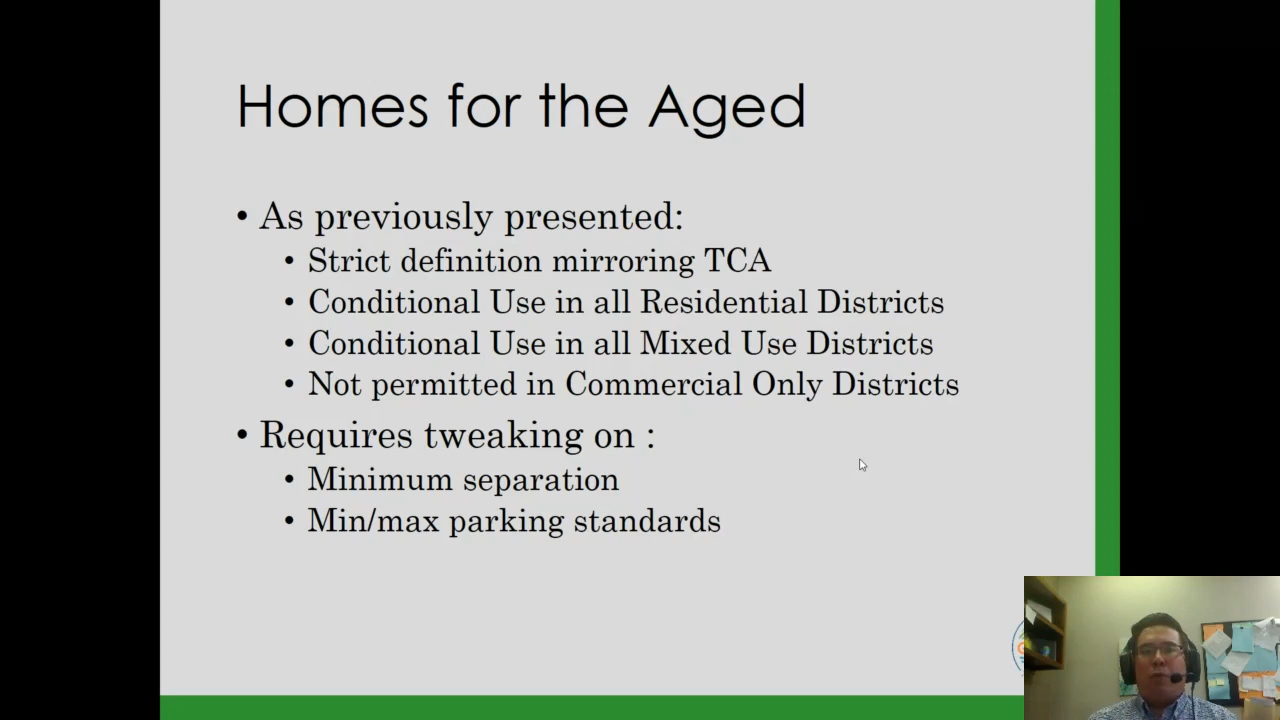 Homes for the Aged
• As previously presented:
• Strict definition mirroring TCA
• Conditional Use in all Residential Districts
• Conditional Use in all Mixed Use Districts
• Not permitted in Commercial Only Districts
• Requires tweaking on :
• Minimum separation
• Min/max parking standards